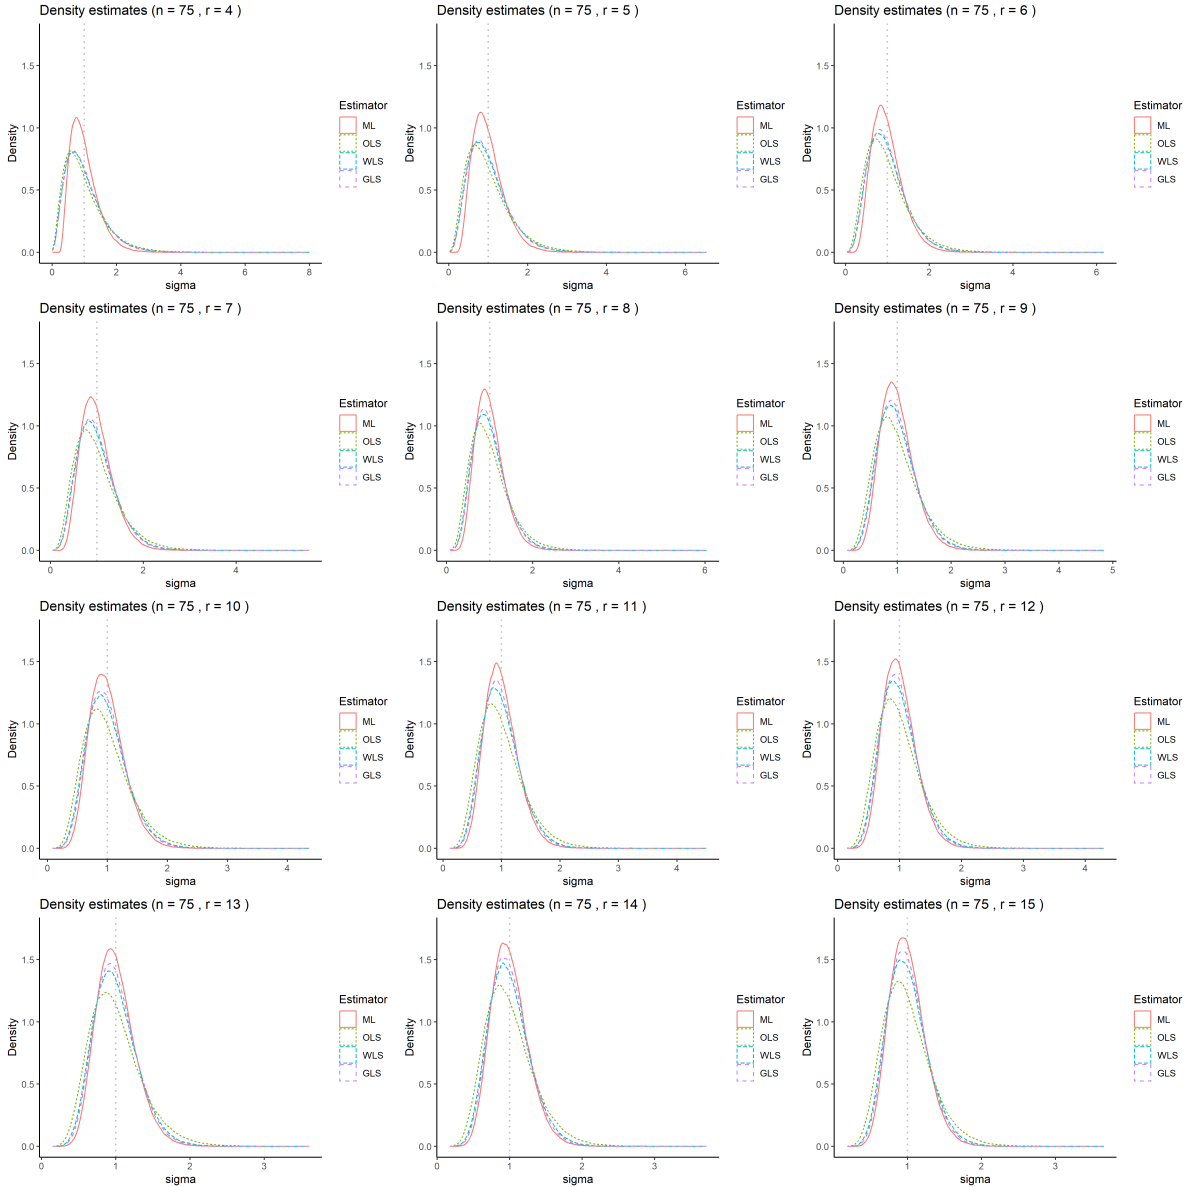 Density estimates (n = 75 , r = 4 )
Density
1.5
1.0
0.5
0.0
0 2 4 6 8
sigma
Estimator
ML
OLS
WLS
GLS
Density estimates (n = 75 , r = 5 )
Density
1.5
1.0
0.5
0.0
0 2 4 6
sigma
Estimator
ML
OLS
WLS
GLS
Density estimates (n = 75 , r = 6 )
Density
1.5
1.0
0.5
0.0
0 2 4 6
sigma
Estimator
ML
OLS
WLS
GLS
Density estimates (n = 75 , r = 7 )
Density
1.5
1.0
0.5
0.0
0 2 4
sigma
Estimator
ML
OLS
WLS
GLS
Density estimates (n = 75 , r = 8 )
Density
1.5
1.0
0.5
0.0
0 2 4 6
sigma
Estimator
ML
OLS
WLS
GLS
Density estimates (n = 75 , r = 9 )
Density
1.5
1.0
0.5
0.0
0 1 2 3 4 5
sigma
Estimator
ML
OLS
WLS
GLS
Density estimates (n = 75 , r = 10 )
Density
1.5
1.0
0.5
0.0
0 1 2 3 4
sigma
Estimator
ML
OLS
WLS
GLS
Density estimates (n = 75 , r = 11 )
Density
1.5
1.0
0.5
0.0
0 1 2 3 4
sigma
Estimator
ML
OLS
WLS
GLS
Density estimates (n = 75 , r = 12 )
Density
1.5
1.0
0.5
0.0
0 1 2 3 4
sigma
Estimator
ML
OLS
WLS
GLS
Density estimates (n = 75 , r = 13 )
Density
1.5
1.0
0.5
0.0
0 1 2 3
sigma
Estimator
ML
OLS
WLS
GLS
Density estimates (n = 75 , r = 14 )
Density
1.5
1.0
0.5
0.0
0 1 2 3
sigma
Estimator
ML
OLS
WLS
GLS
Density estimates (n = 75 , r = 15 )
Density
1.5
1.0
0.5
0.0
1 2 3
sigma
Estimator
ML
OLS
WLS
GLS